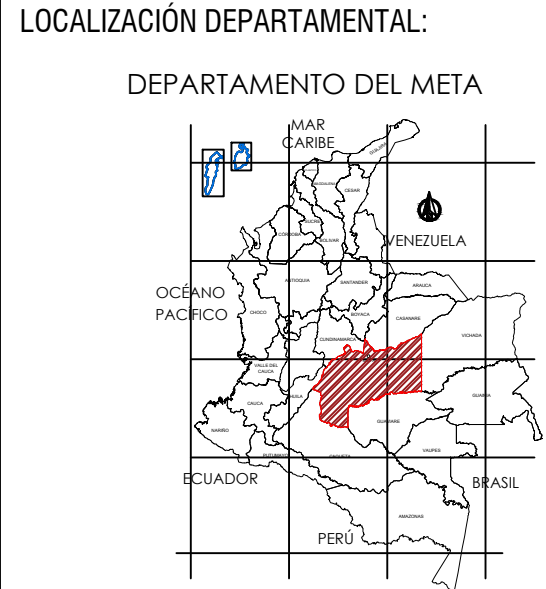 LOCALIZACIÓN DEPARTAMENTAL:
DEPARTAMENTO DEL META
MAR
CARIBE
GUAJIRA
MAGDALENA
CESAR
SUCRE
CORDOBA
BOLIVAR
VENEZUELA
ANTIOQUIA
SANTANDER
ARAUCA
OCÉANO
PACÍFICO
CHOCO
BOYACA
CASANARE
CUNDINAMARCA
VICHADA
VALLE DEL
CAUCA
CAUCA
HUILA
GUAINIA
NARIÑO
GUAVIARE
PUTUMAYO
CAQUETA
VAUPES
ECUADOR
BRASIL
AMAZONAS
PERÚ